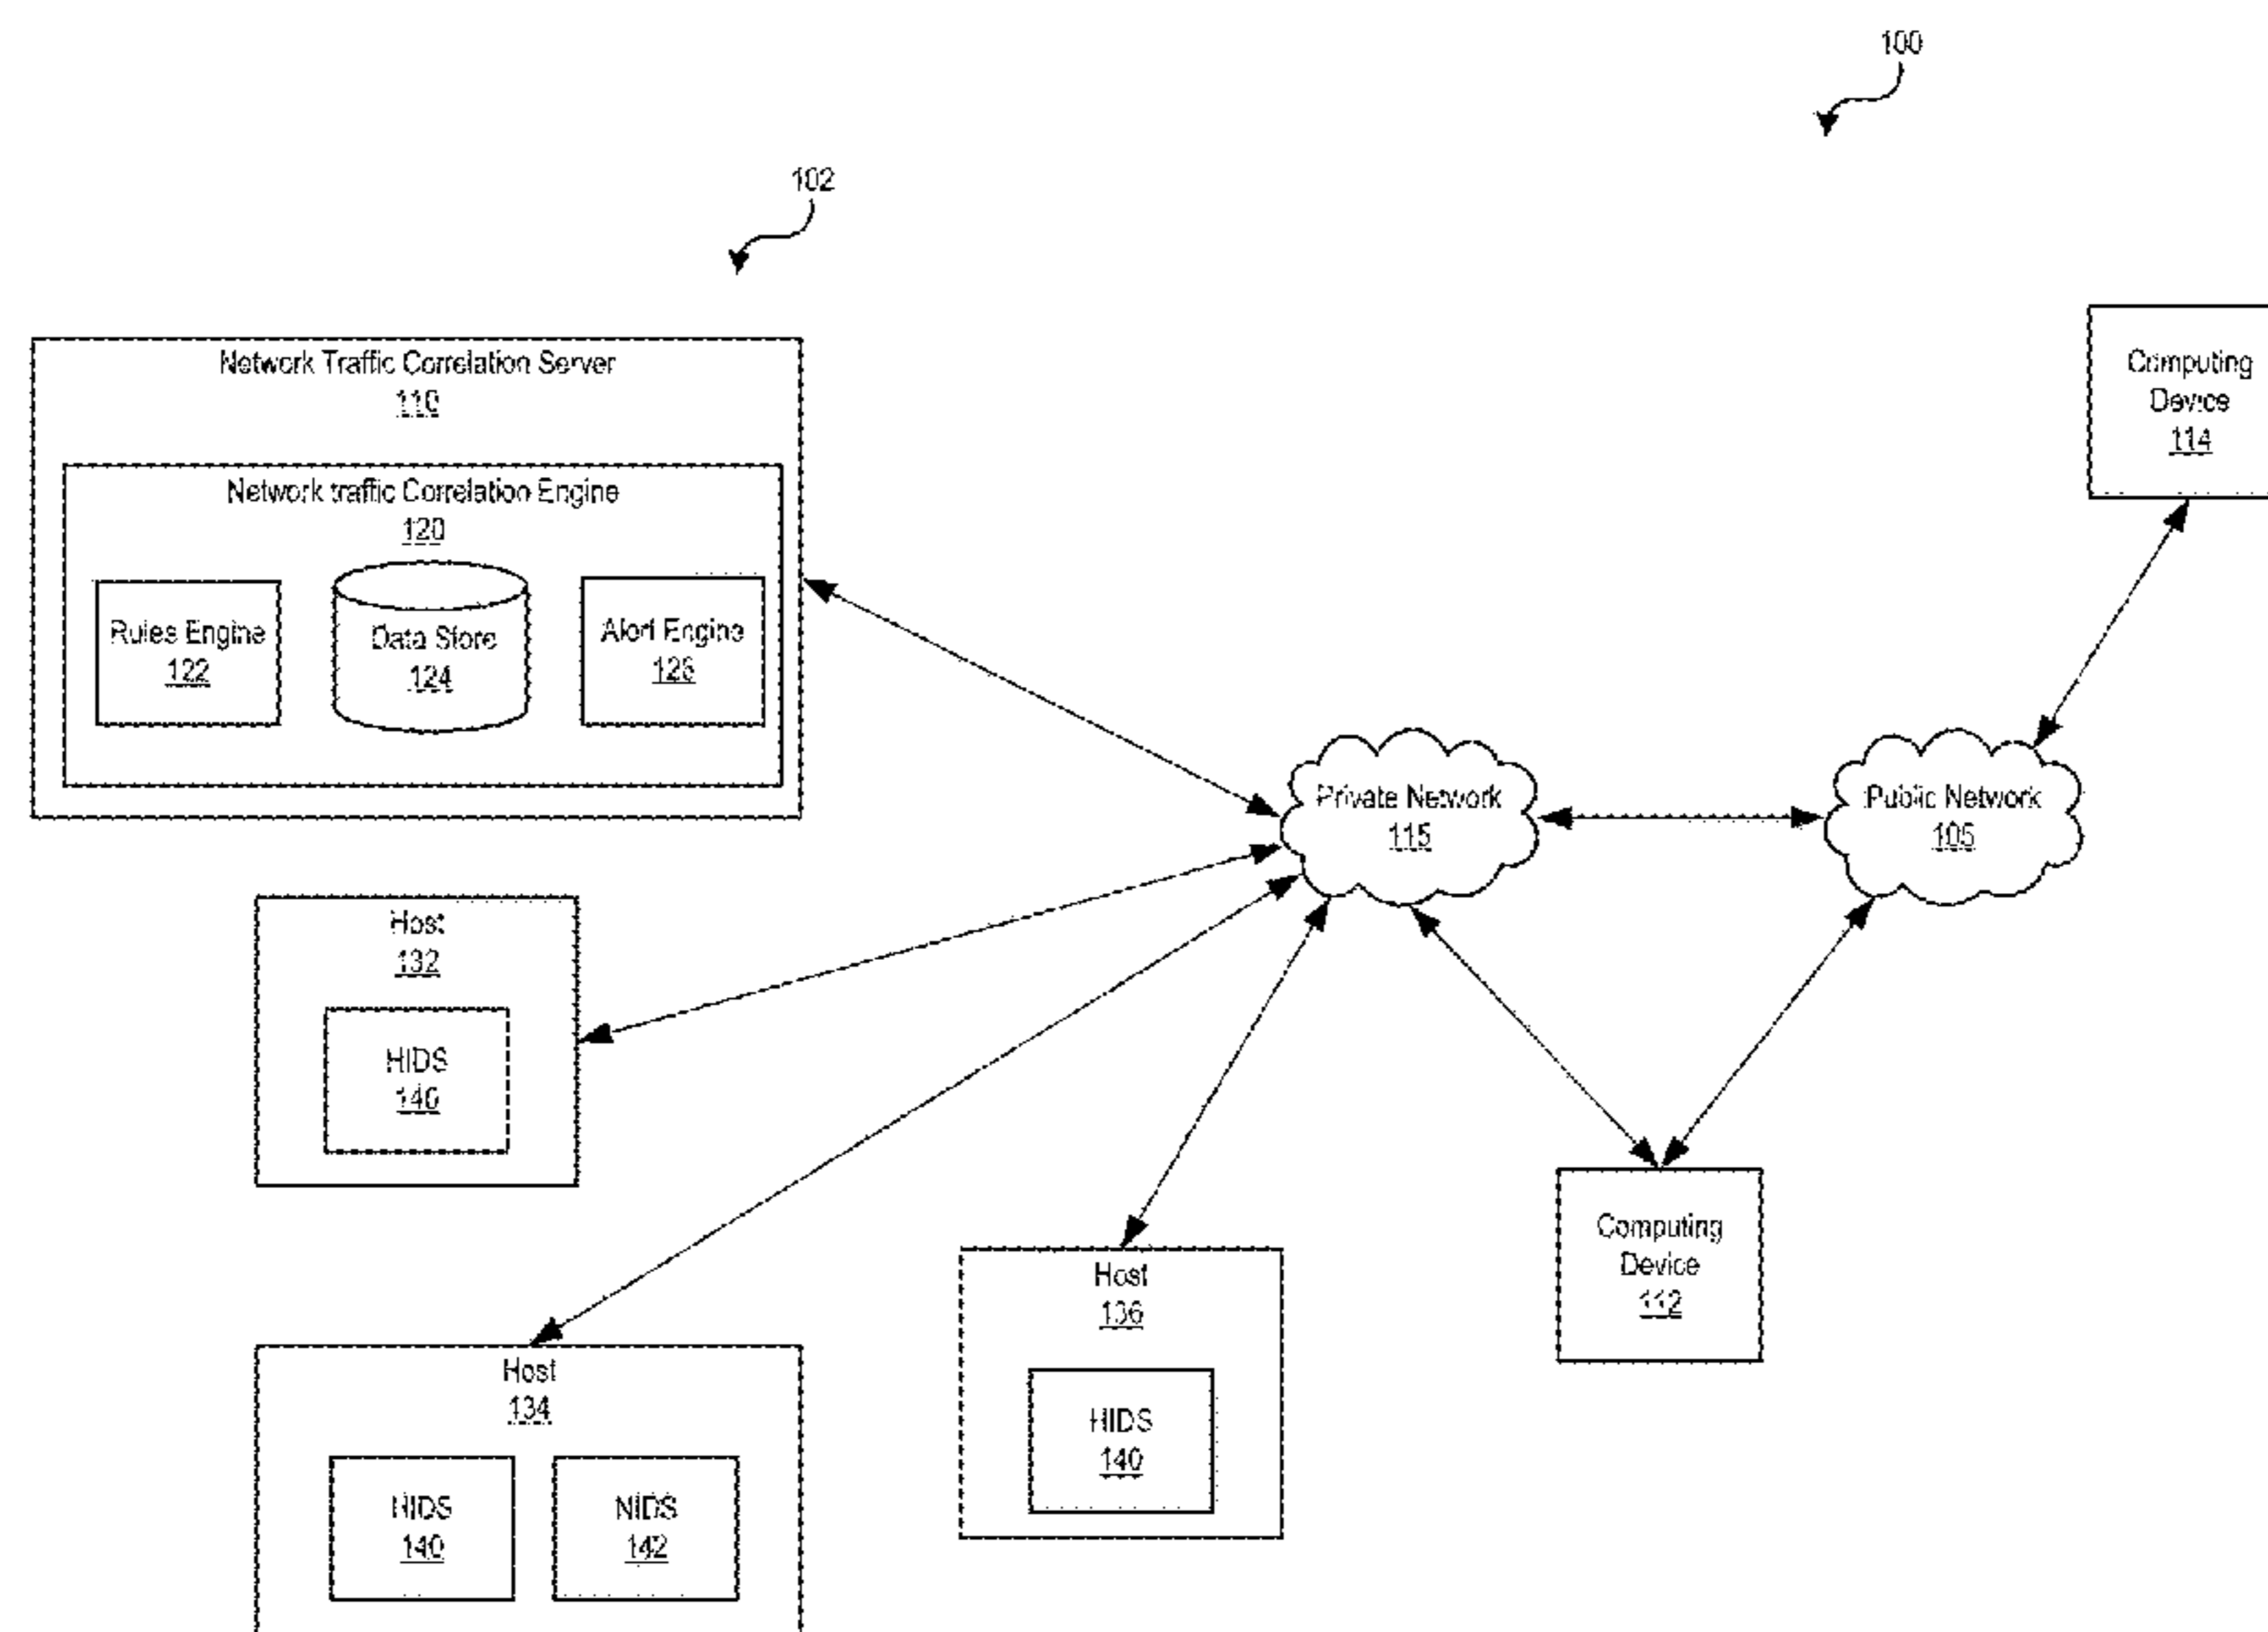 100
102
Network Traffic Correlation Server
110
Network traffic Correlation Engine
120
Rules Engine
122
Data Store
124
Alert Engine
126
Computing
Device
114
Private Network
115
Public Network
105
Host
132
HIDS
140
Host
134
HIDS
140
NIDS
142
Host
136
HIDS
140
Computing
Device
112